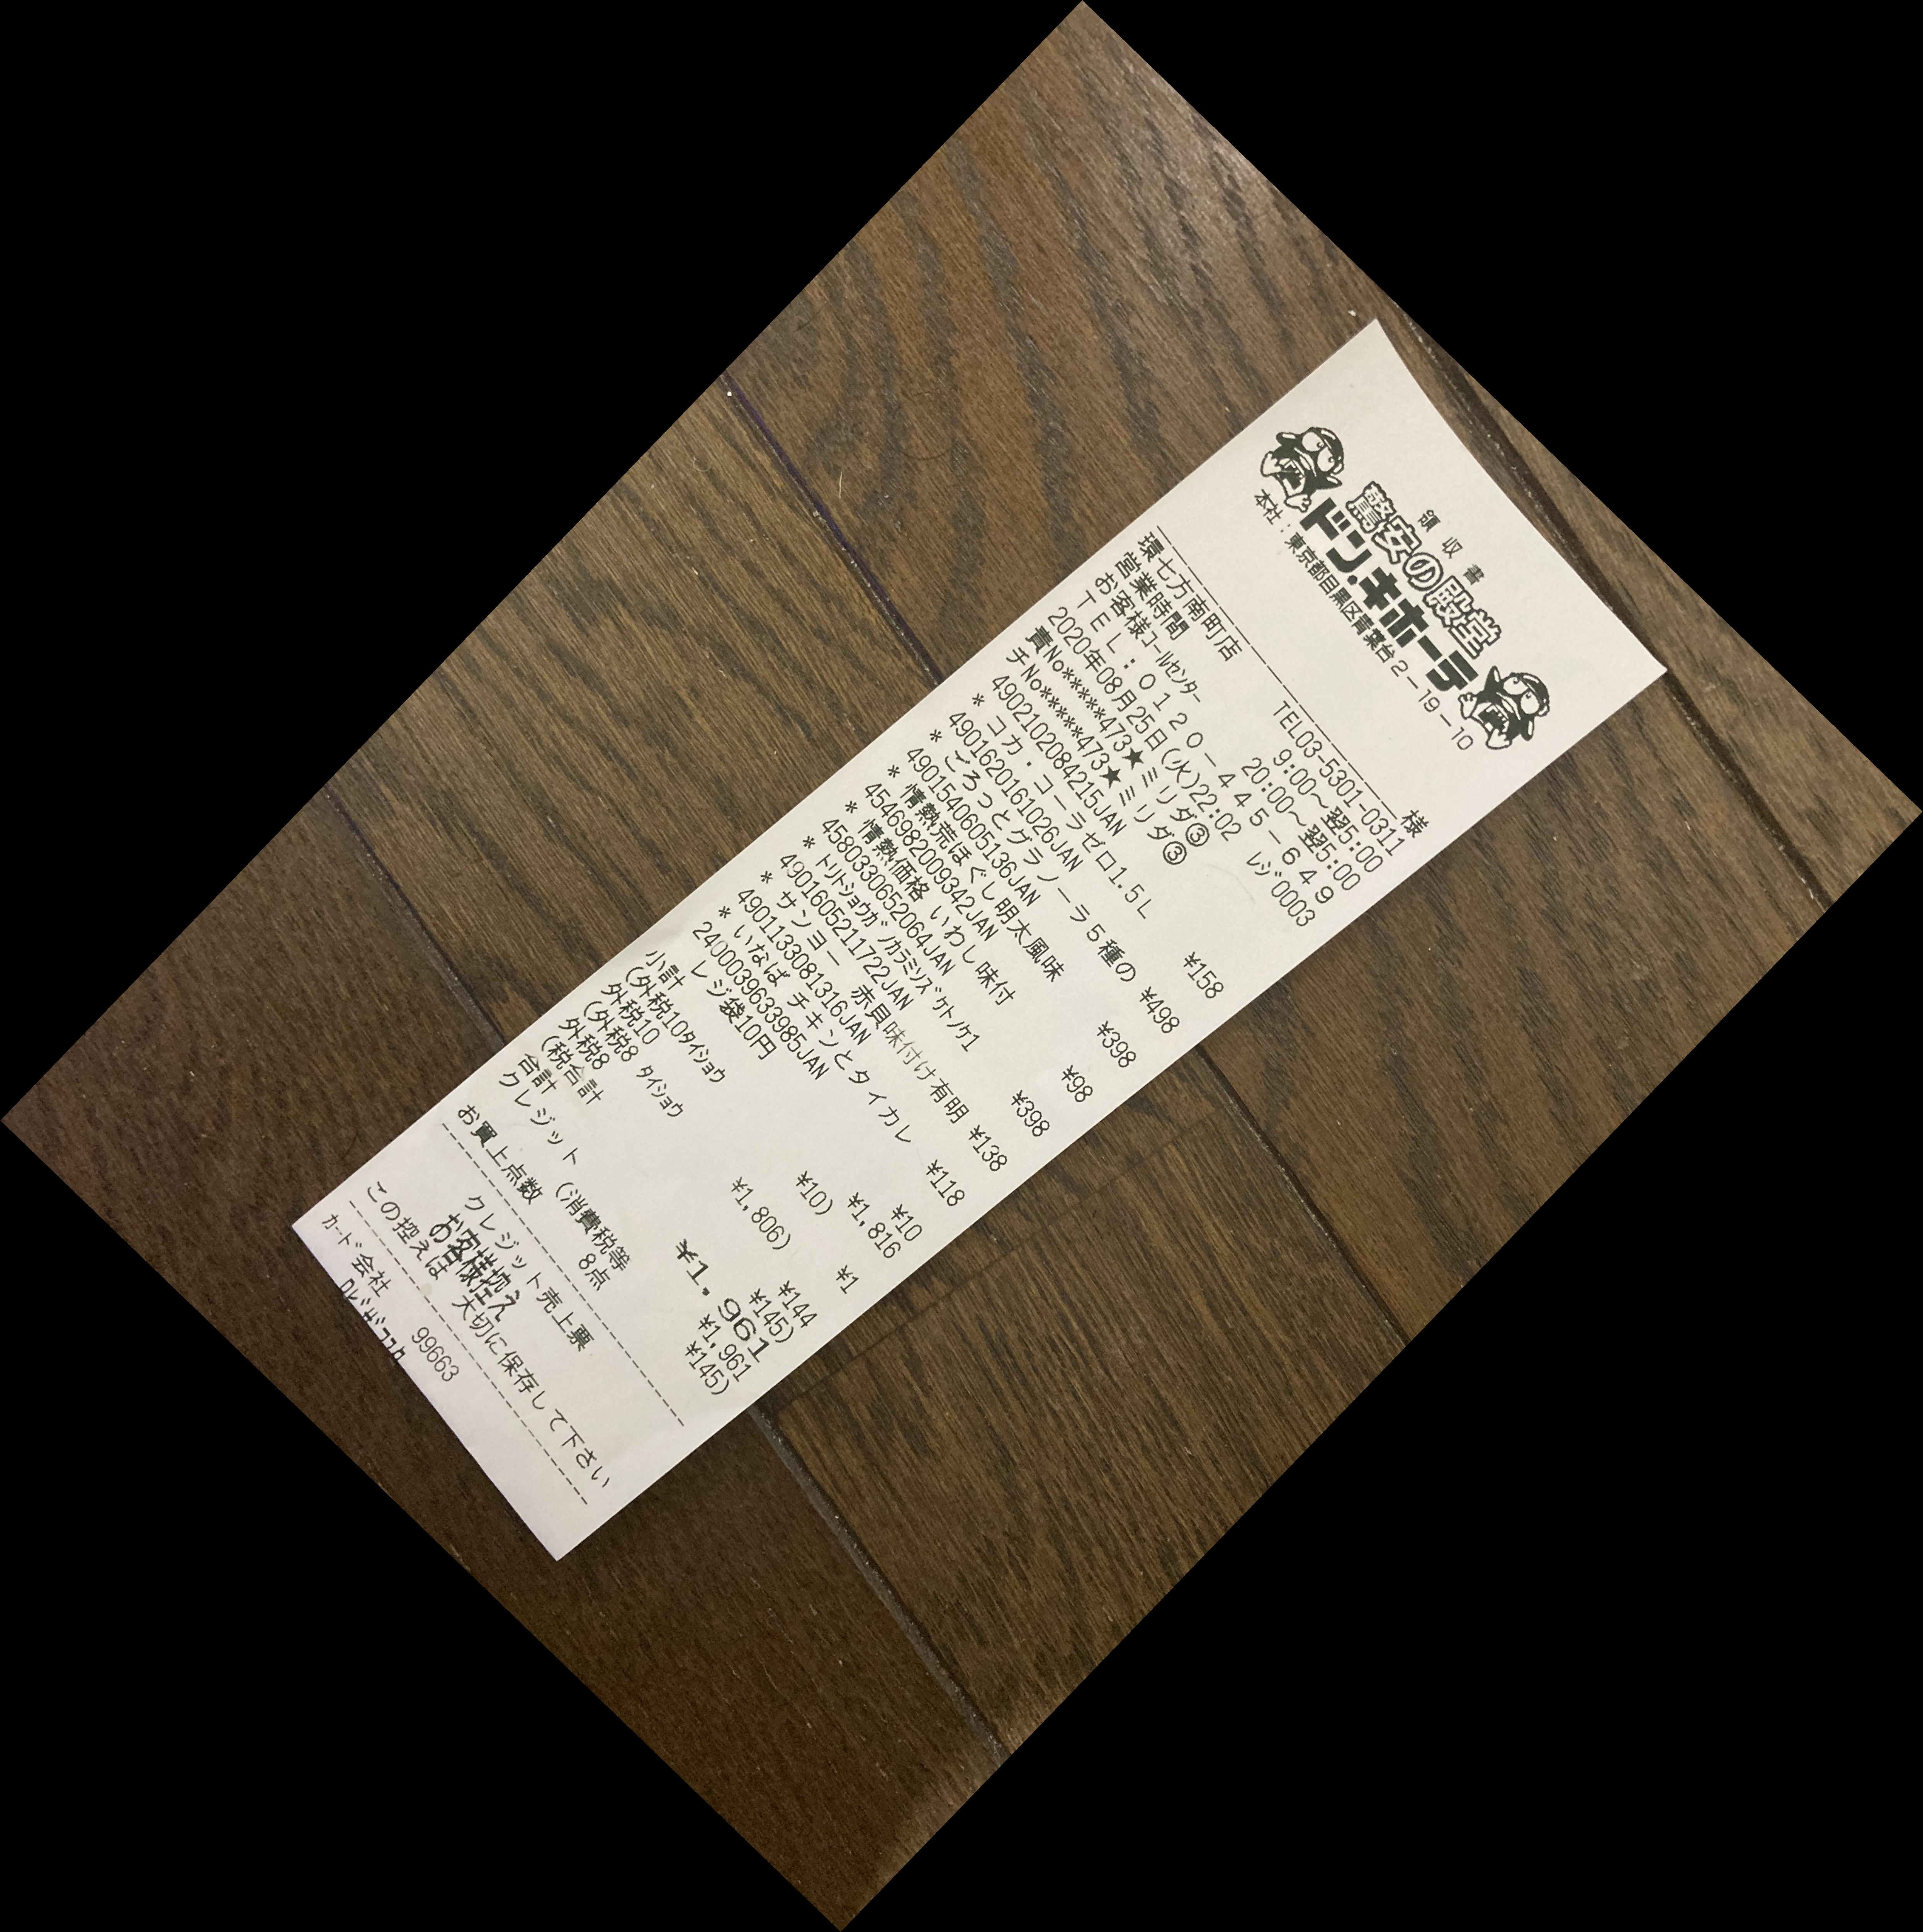 領収書
驚安の殿堂
ドン.キホーテ
本社：東京都目黒区青葉台2-19-10
様
環七方南町店 TEL03-5301-0311
営業時間 9:00〜翌5:00
お客様ｺｰﾙｾﾝﾀｰ 20:00〜翌5:00
TEL：0120-445-649
2020年08月25日(火)22:02 ﾚｼﾞ0003
責No*****473★ミリダ③
チNo*****473★ミリダ③
4902102084215JAN
* コカ・コーラゼロ1.5L ¥158
4901620161026JAN
* ごろっとグラノーラ5種の ¥498
4901540605136JAN
* 情熱荒ほぐし明太風味 ¥398
4546982009342JAN
* 情熱価格 いわし味付 ¥98
4580330652064JAN
* ﾄﾘﾄｼｮｳｶﾞﾉｶﾗﾐｿｽﾞｹﾄﾉｹ1 ¥398
4901605211722JAN
* サンヨー 赤貝味付け有明 ¥138
4901133081316JAN
* いなば チキンとタイカレ ¥118
2400039633985JAN
レジ袋10円 ¥10
小計 ¥1,816
(外税10ﾀｲｼｮｳ ¥10)
外税10 ¥1
(外税8 ﾀｲｼｮｳ ¥1,806)
外税8 ¥144
(税合計 ¥145)
合計 ¥1,961
クレジット ¥1,961
(消費税等 ¥145)
お買上点数 8点
クレジット売上票
お客様控え
この控えは 大切に保存して下さい
ｶｰﾄﾞ会社 99663